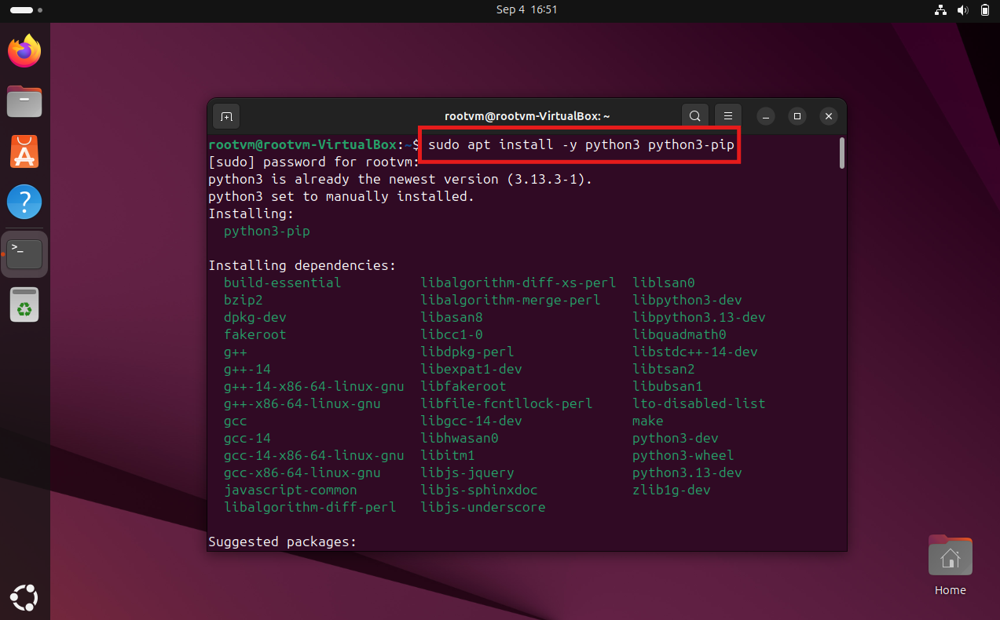 Sep 4 16:51
rootvm@rootvm-VirtualBox: ~
rootvm@rootvm-VirtualBox:~$ sudo apt install -y python3 python3-pip
[sudo] password for rootvm:
python3 is already the newest version (3.13.3-1).
python3 set to manually installed.
Installing:
python3-pip
Installing dependencies:
build-essential libalgorithm-diff-xs-perl liblsan0
bzip2 libalgorithm-merge-perl libpython3-dev
dpkg-dev libasan8 libpython3.13-dev
fakeroot libcc1-0 libquadmath0
g++ libdpkg-perl libstdc++-14-dev
g++-14 libexpat1-dev libtsan2
g++-14-x86-64-linux-gnu libfakeroot libubsan1
g++-x86-64-linux-gnu libfile-fcntllock-perl lto-disabled-list
gcc libgcc-14-dev make
gcc-14 libhwasan0 python3-dev
gcc-14-x86-64-linux-gnu libitm1 python3-wheel
gcc-x86-64-linux-gnu libjs-jquery python3.13-dev
javascript-common libjs-sphinxdoc zlib1g-dev
libalgorithm-diff-perl libjs-underscore
Suggested packages:
Home